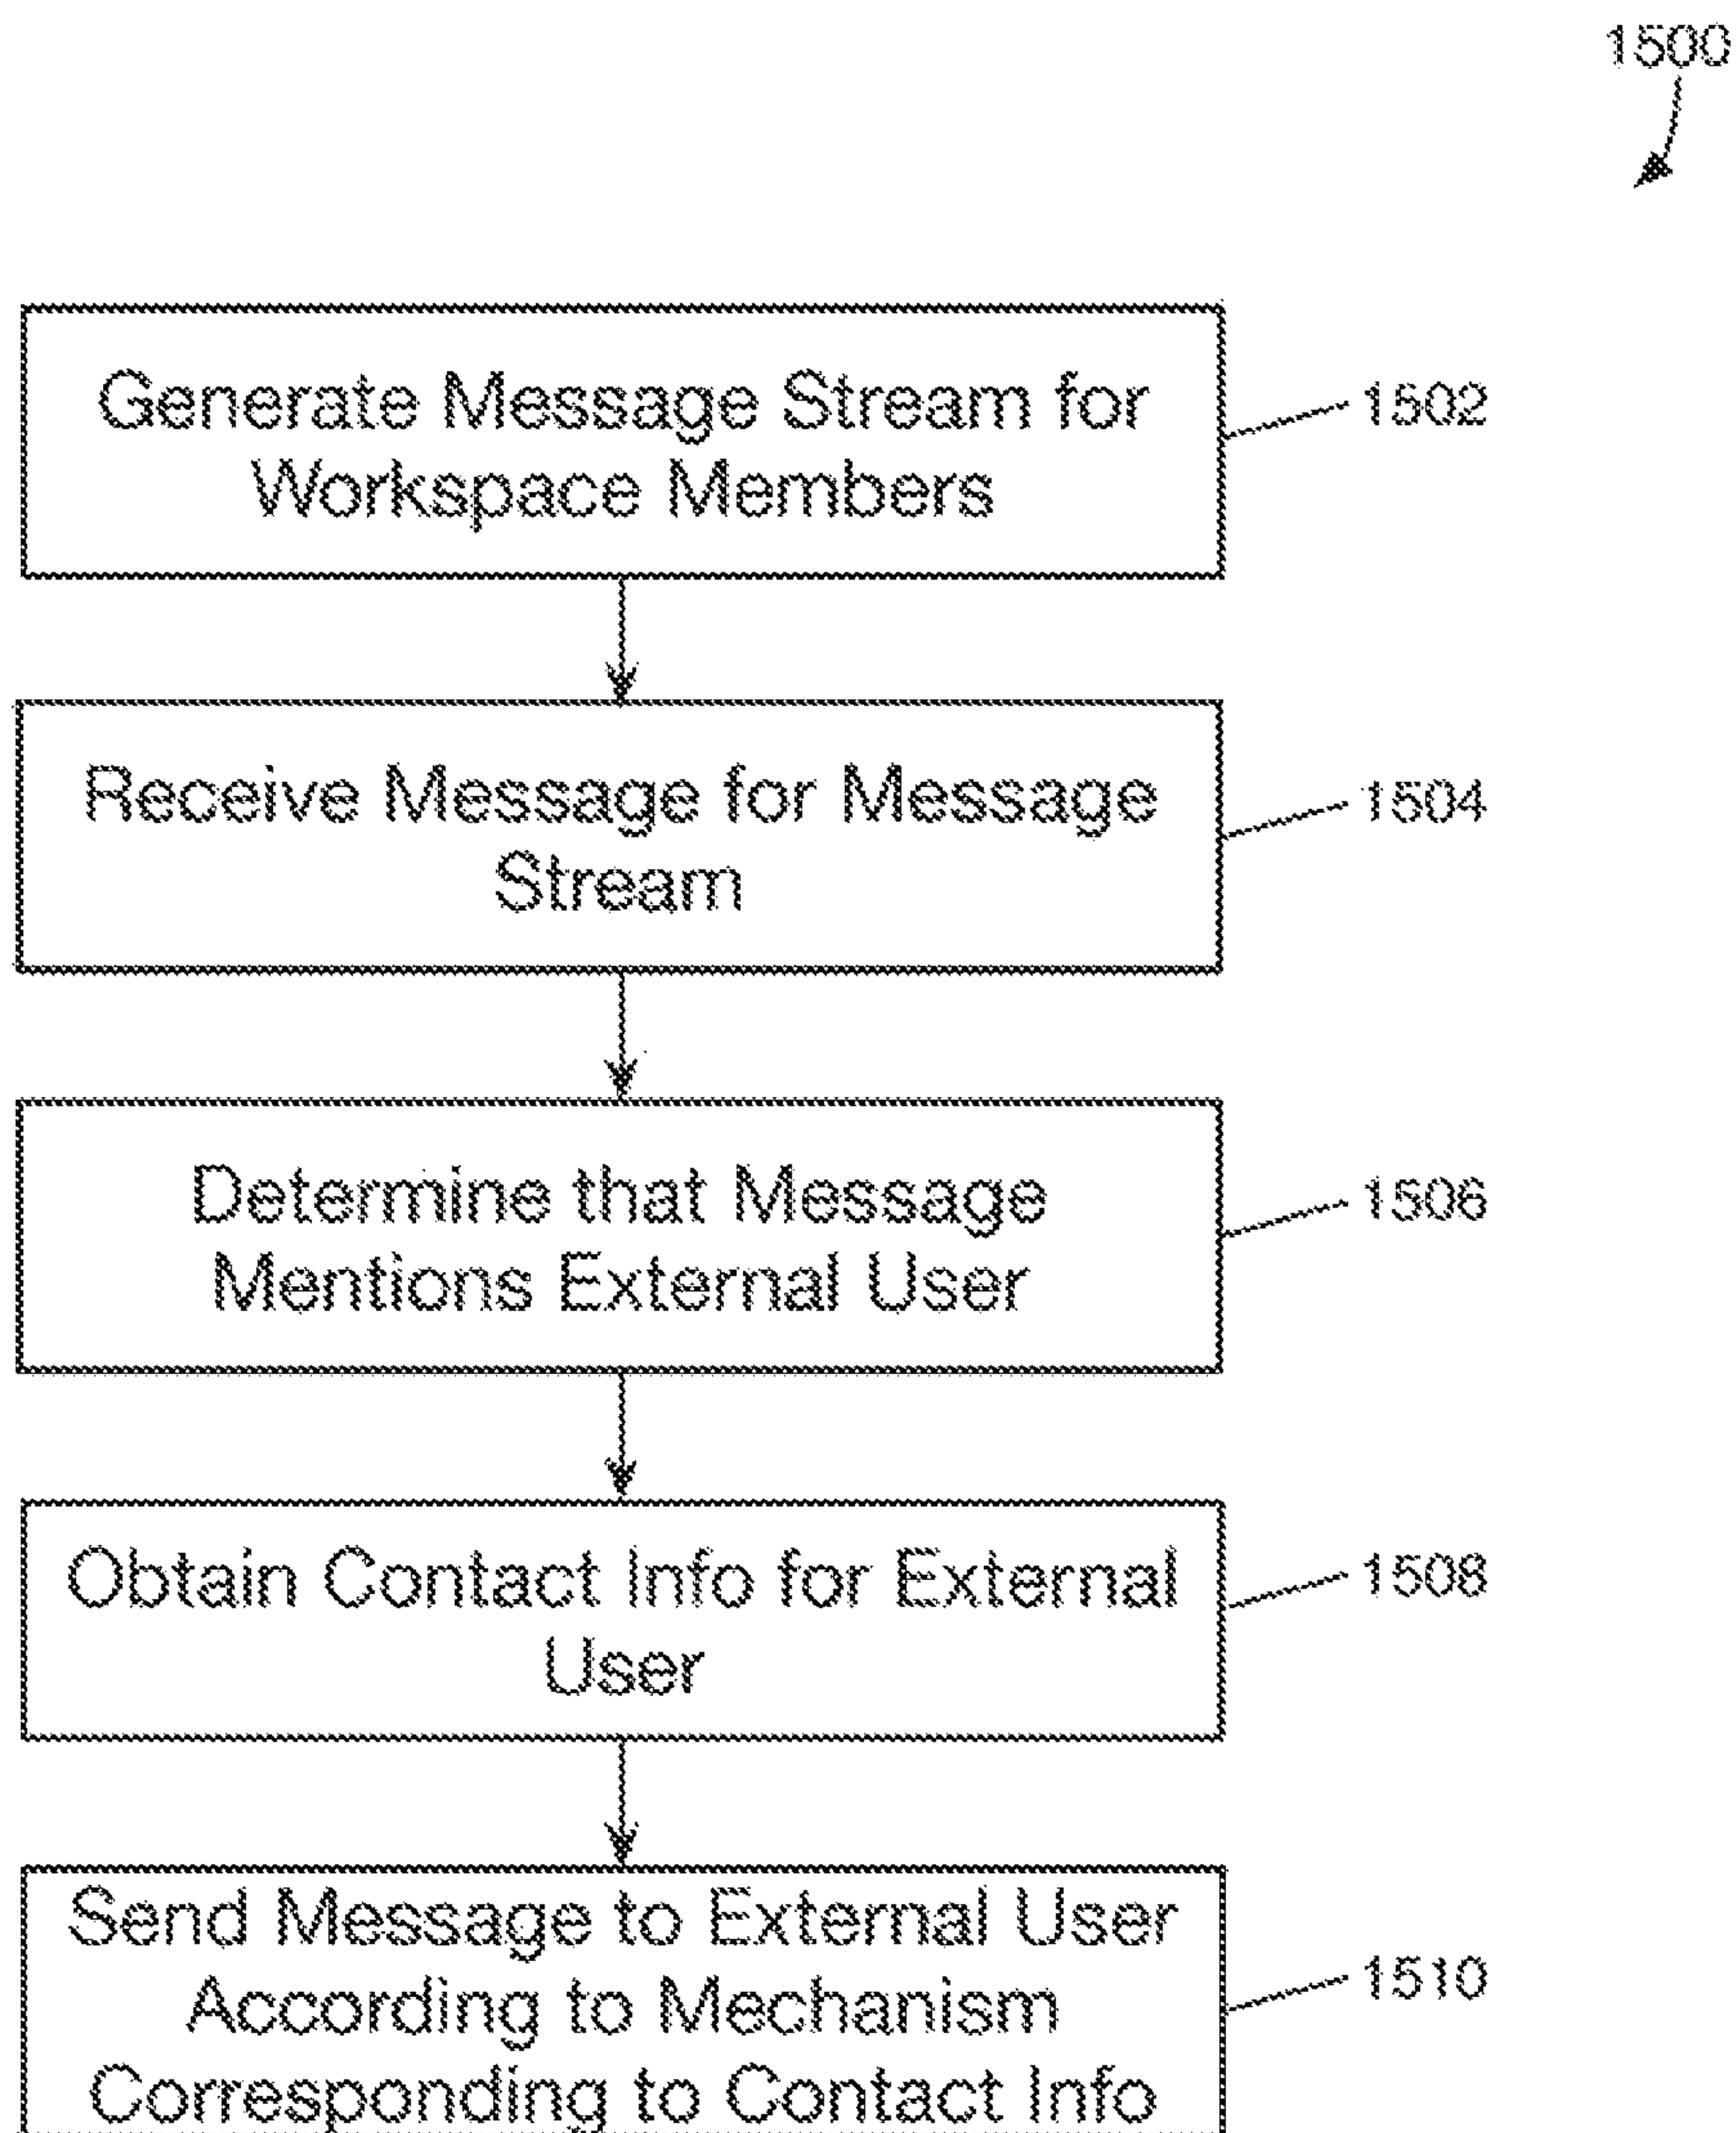 1500
Generate Message Stream for
Workspace Members
1502
Receive Message for Message
Stream
1504
Determine that Message
Mentions External User
1506
Obtain Contact Info for External
User
1508
Send Message to External User
According to Mechanism
Corresponding to Contact Info
1510